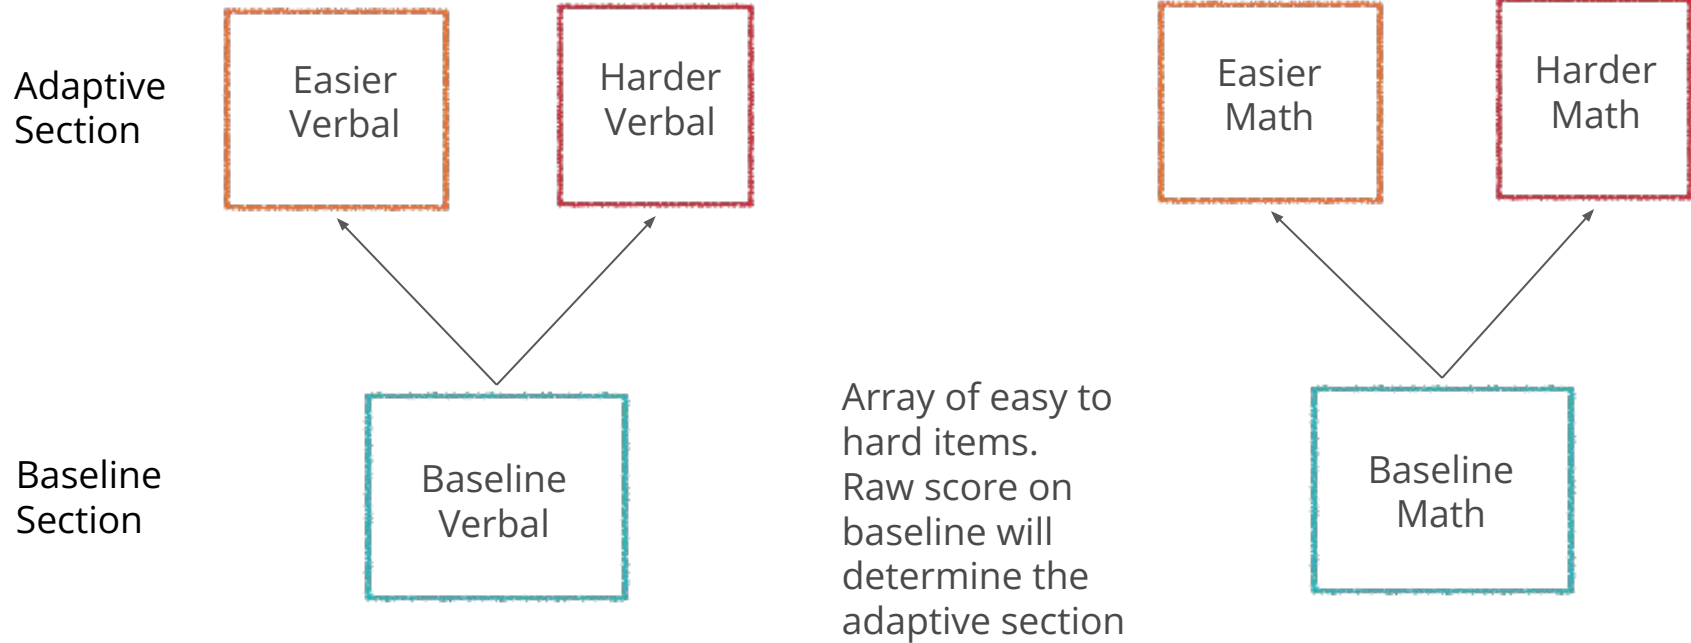 Adaptive
Section
Easier
Verbal
Harder
Verbal
Easier
Math
Harder
Math
Baseline
Section
Baseline
Verbal
Array of easy to
hard items.
Raw score on
baseline will
determine the
adaptive section
Baseline
Math